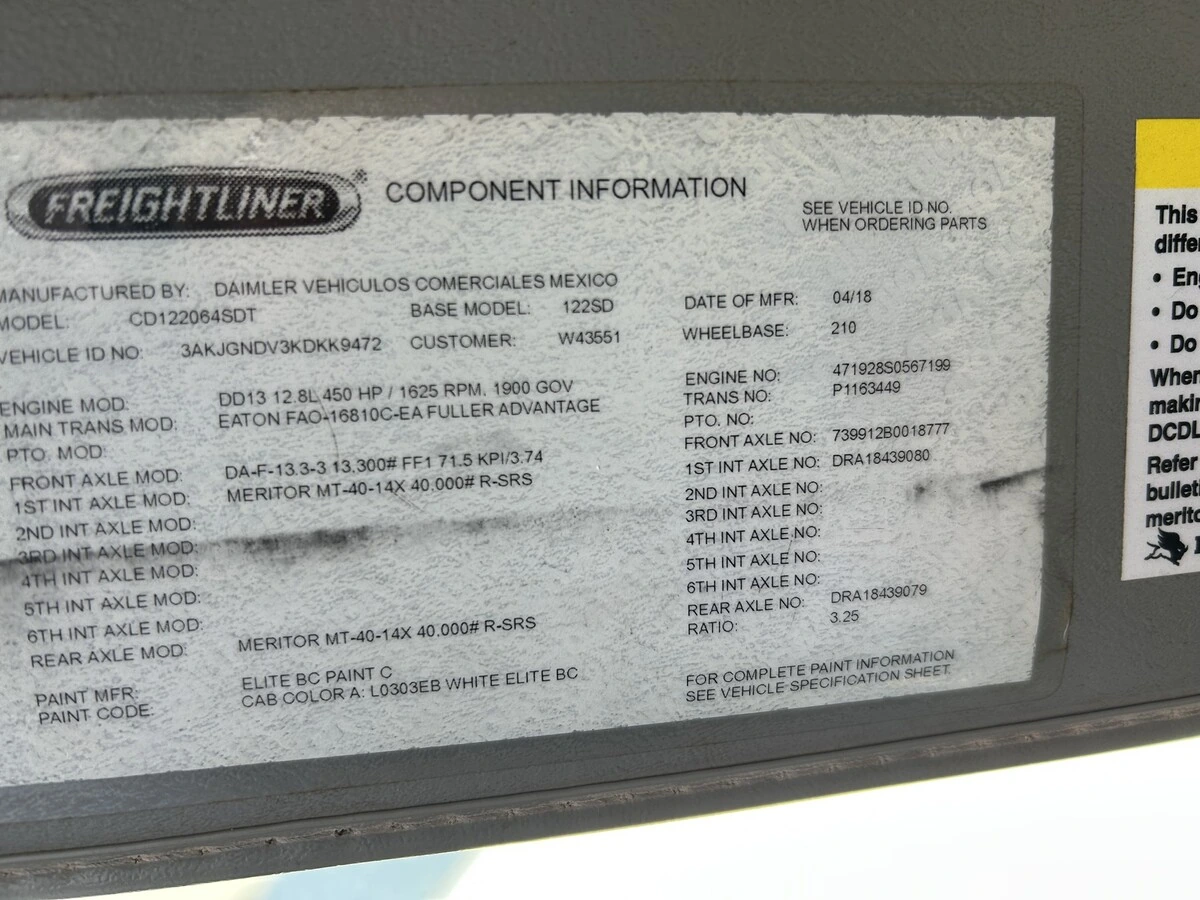 FREIGHTLINER® COMPONENT INFORMATION
SEE VEHICLE ID NO.
WHEN ORDERING PARTS
MANUFACTURED BY: DAIMLER VEHICULOS COMERCIALES MEXICO
MODEL: CD122064SDT BASE MODEL: 122SD
VEHICLE ID NO: 3AKJGNDV3KDKK9472 CUSTOMER: W43551
DATE OF MFR: 04/18
WHEELBASE: 210
ENGINE MOD: DD13 12.8L 450 HP / 1625 RPM, 1900 GOV
MAIN TRANS MOD: EATON FAO-16810C-EA FULLER ADVANTAGE
PTO. MOD:
FRONT AXLE MOD: DA-F-13.3-3 13,300# FF1 71.5 KPI/3.74
1ST INT AXLE MOD: MERITOR MT-40-14X 40,000# R-SRS
2ND INT AXLE MOD:
3RD INT AXLE MOD:
4TH INT AXLE MOD:
5TH INT AXLE MOD:
6TH INT AXLE MOD:
REAR AXLE MOD: MERITOR MT-40-14X 40,000# R-SRS
PAINT MFR: ELITE BC PAINT C
PAINT CODE: CAB COLOR A: L0303EB WHITE ELITE BC
ENGINE NO: 471928S0567199
TRANS NO: P1163449
PTO. NO:
FRONT AXLE NO: 739912B0018777
1ST INT AXLE NO: DRA18439080
2ND INT AXLE NO:
3RD INT AXLE NO:
4TH INT AXLE NO:
5TH INT AXLE NO:
6TH INT AXLE NO:
REAR AXLE NO: DRA18439079
RATIO: 3.25
FOR COMPLETE PAINT INFORMATION
SEE VEHICLE SPECIFICATION SHEET.
This
differ
• Eng
• Do
• Do
When
makin
DCDL
Refer
bulleti
merito